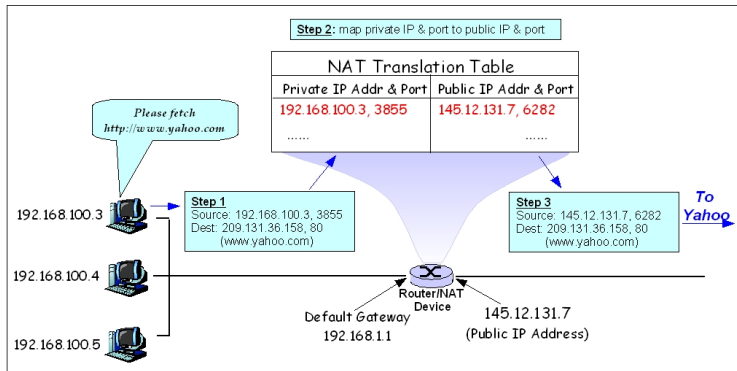 Step 2: map private IP & port to public IP & port
NAT Translation Table
Private IP Addr & Port
Public IP Addr & Port
192.168.100.3, 3855
145.12.131.7, 6282
......
......
Please fetch
http://www.yahoo.com
Step 1
Source: 192.168.100.3, 3855
Dest: 209.131.36.158, 80
(www.yahoo.com)
Step 3
Source: 145.12.131.7, 6282
Dest: 209.131.36.158, 80
(www.yahoo.com)
To
Yahoo
192.168.100.3
192.168.100.4
192.168.100.5
Router/NAT
Device
Default Gateway
192.168.1.1
145.12.131.7
(Public IP Address)